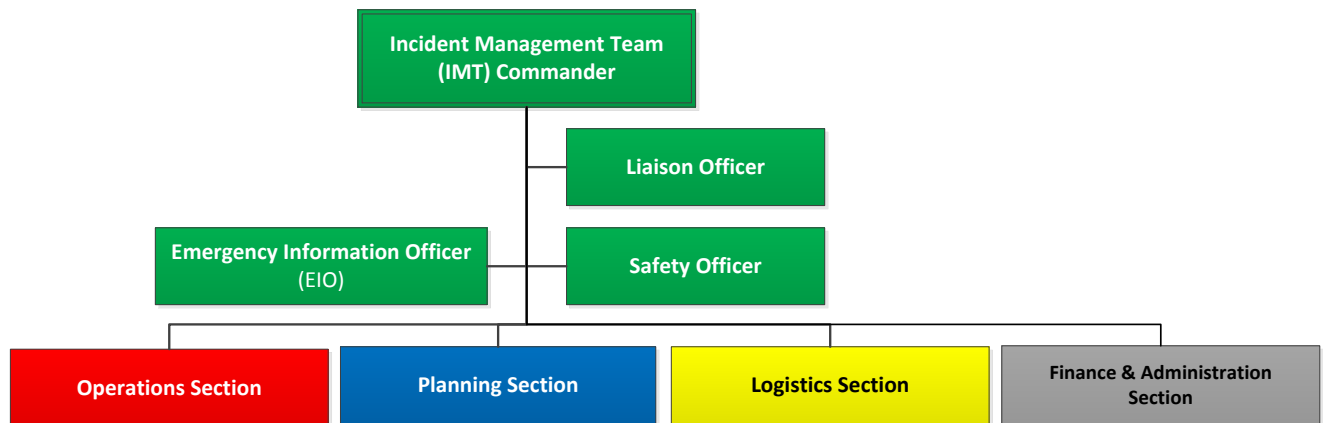 Incident Management Team
(IMT) Commander
Liaison Officer
Emergency Information Officer
(EIO)
Safety Officer
Operations Section
Planning Section
Logistics Section
Finance & Administration
Section